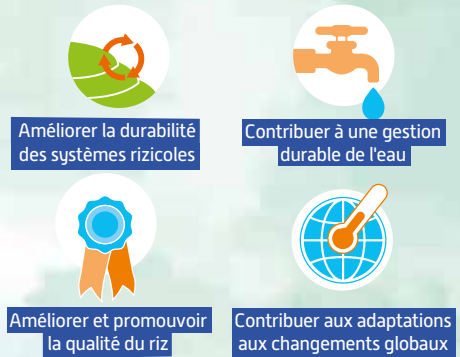 Améliorer la durabilité
des systèmes rizicoles
Contribuer à une gestion
durable de l'eau
Améliorer et promouvoir
la qualité du riz
Contribuer aux adaptations
aux changements globaux